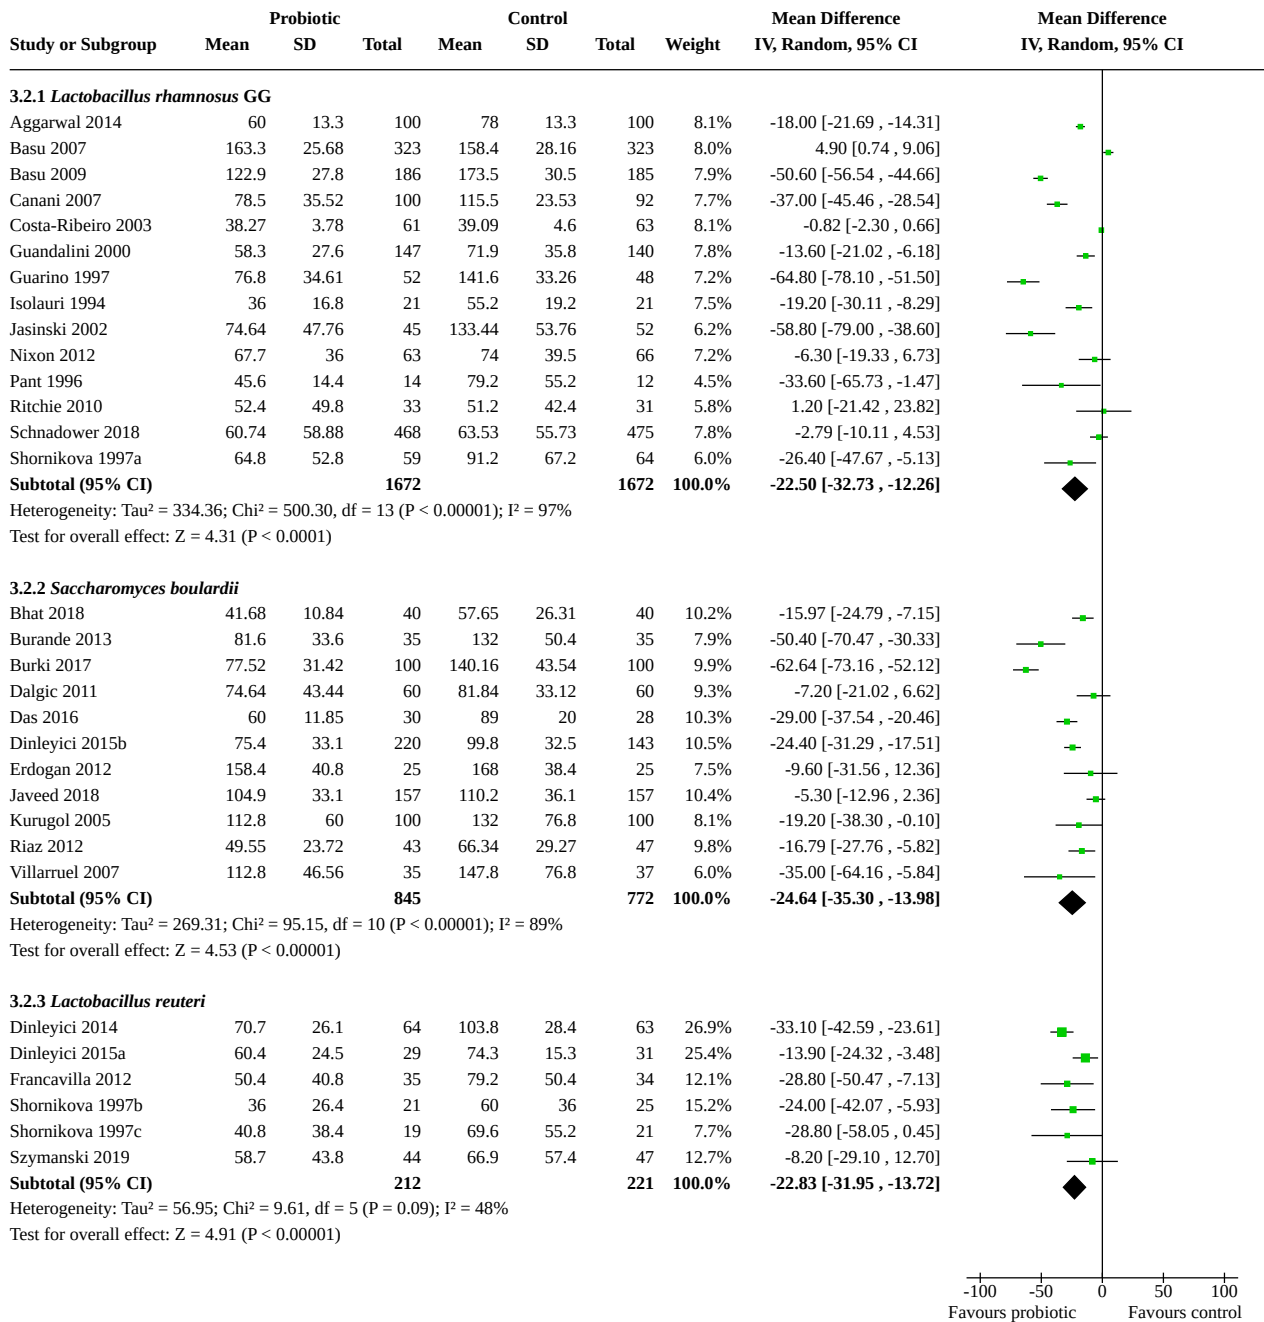 Probiotic Control Mean Difference Mean Difference
Study or Subgroup Mean SD Total Mean SD Total Weight IV, Random, 95% CI IV, Random, 95% CI
3.2.1 Lactobacillus rhamnosus GG
Aggarwal 2014 60 13.3 100 78 13.3 100 8.1% -18.00 [-21.69 , -14.31]
Basu 2007 163.3 25.68 323 158.4 28.16 323 8.0% 4.90 [0.74 , 9.06]
Basu 2009 122.9 27.8 186 173.5 30.5 185 7.9% -50.60 [-56.54 , -44.66]
Canani 2007 78.5 35.52 100 115.5 23.53 92 7.6% -37.00 [-45.46 , -28.54]
Costa-Ribeiro 2003 38.27 3.78 61 39.09 4.6 63 8.1% -0.82 [-2.30 , 0.66]
Guandalini 2000 58.3 27.6 147 71.9 35.8 140 7.8% -13.60 [-21.02 , -6.18]
Guarino 1997 76.8 34.61 52 141.6 33.26 48 7.2% -64.80 [-78.10 , -51.50]
Isolauri 1994 36 16.8 21 55.2 19.2 21 7.5% -19.20 [-30.11 , -8.29]
Jasinski 2002 74.64 47.76 45 133.44 53.76 52 6.2% -58.80 [-79.00 , -38.60]
Nixon 2012 67.7 36 63 74 39.5 66 7.2% -6.30 [-19.33 , 6.73]
Pant 1996 45.6 14.4 14 79.2 55.2 12 4.5% -33.60 [-65.73 , -1.47]
Ritchie 2010 52.4 49.8 33 51.2 42.4 31 5.8% 1.20 [-21.42 , 23.82]
Schnadower 2018 60.74 58.88 468 63.53 55.73 475 7.8% -2.79 [-10.11 , 4.53]
Shornikova 1997a 64.8 52.8 59 91.2 67.2 64 6.0% -26.40 [-47.67 , -5.13]
Subtotal (95% CI) 1672 1672 100.0% -22.50 [-32.73 , -12.26]
Heterogeneity: Tau² = 334.36; Chi² = 500.30, df = 13 (P < 0.00001); I² = 97%
Test for overall effect: Z = 4.31 (P < 0.0001)
3.2.2 Saccharomyces boulardii
Bhat 2018 41.68 10.84 40 57.65 26.31 40 10.2% -15.97 [-24.79 , -7.15]
Burande 2013 81.6 33.6 35 132 50.4 35 7.9% -50.40 [-70.47 , -30.33]
Burki 2017 77.52 31.42 100 140.16 43.54 100 9.9% -62.64 [-73.16 , -52.12]
Dalgic 2011 74.64 43.44 60 81.84 33.12 60 9.3% -7.20 [-21.02 , 6.62]
Das 2016 60 11.85 30 89 20 28 10.3% -29.00 [-37.54 , -20.46]
Dinleyici 2015b 75.4 33.1 220 99.8 32.5 143 10.5% -24.40 [-31.29 , -17.51]
Erdogan 2012 158.4 40.8 25 168 38.4 25 7.5% -9.60 [-31.56 , 12.36]
Javeed 2018 104.9 33.1 157 110.2 36.1 157 10.4% -5.30 [-12.96 , 2.36]
Kurugol 2005 112.8 60 100 132 76.8 100 8.1% -19.20 [-38.30 , -0.10]
Riaz 2012 49.55 23.72 43 66.34 29.27 47 9.8% -16.79 [-27.76 , -5.82]
Villarruel 2007 112.8 46.56 35 147.8 76.8 37 6.0% -35.00 [-64.16 , -5.84]
Subtotal (95% CI) 845 772 100.0% -24.64 [-35.30 , -13.98]
Heterogeneity: Tau² = 269.31; Chi² = 95.15, df = 10 (P < 0.00001); I² = 89%
Test for overall effect: Z = 4.53 (P < 0.00001)
3.2.3 Lactobacillus reuteri
Dinleyici 2014 70.7 26.1 64 103.8 28.4 63 26.9% -33.10 [-42.59 , -23.61]
Dinleyici 2015a 60.4 24.5 29 74.3 15.3 31 25.4% -13.90 [-24.32 , -3.48]
Francavilla 2012 50.4 40.8 35 79.2 50.4 34 12.1% -28.80 [-50.47 , -7.13]
Shornikova 1997b 36 26.4 21 60 36 25 15.2% -24.00 [-42.07 , -5.93]
Shornikova 1997c 40.8 38.4 19 69.6 55.2 21 7.7% -28.80 [-58.05 , 0.45]
Szymanski 2019 58.7 43.8 44 66.9 57.4 47 12.7% -8.20 [-29.10 , 12.70]
Subtotal (95% CI) 212 221 100.0% -22.83 [-31.95 , -13.72]
Heterogeneity: Tau² = 56.95; Chi² = 9.61, df = 5 (P = 0.09); I² = 48%
Test for overall effect: Z = 4.91 (P < 0.00001)
-100 -50 0 50 100
Favours probiotic Favours control